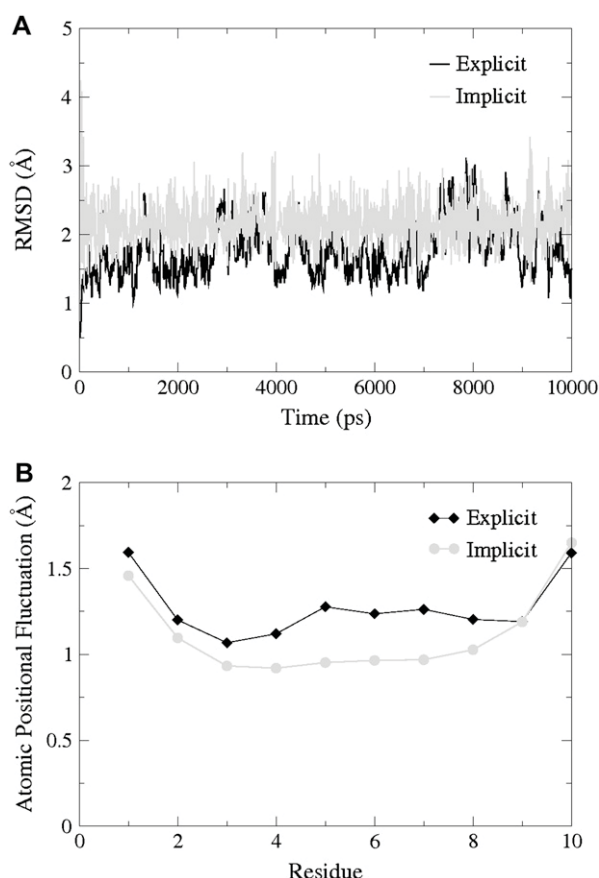 A
5
Explicit
Implicit
4
3
2
1
0
RMSD (Å)
0 2000 4000 6000 8000 10000
Time (ps)
B
2
Explicit
Implicit
1.5
1
0.5
0
Atomic Positional Fluctuation (Å)
0 2 4 6 8 10
Residue